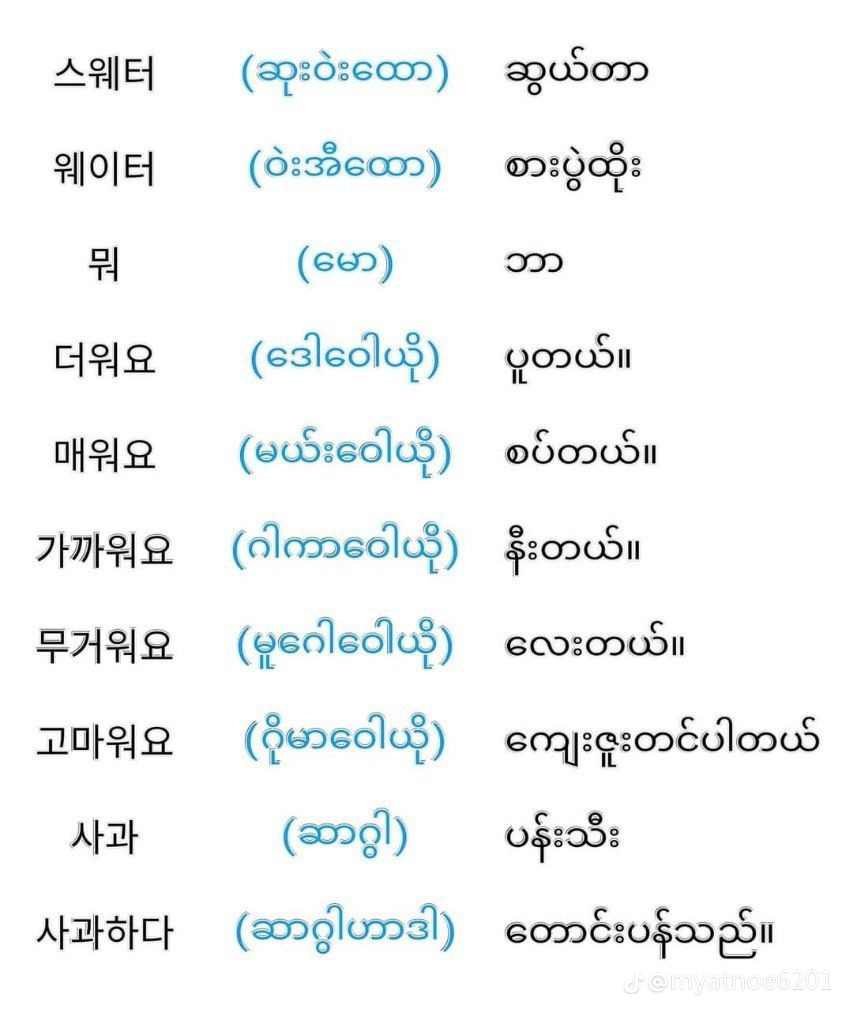 스웨터 (ဆုးဝဲးထော) ဆွယ်တာ
웨이터 (ဝဲးအီထော) စားပွဲထိုး
뭐 (မော) ဘာ
더워요 (ဒေါဝေါယို) ပူတယ်။
매워요 (မယ်းဝေါယို) စပ်တယ်။
가까워요 (ဂါကာဝေါယို) နီးတယ်။
무거워요 (မူဂေါဝေါယို) လေးတယ်။
고마워요 (ဂိုမာဝေါယို) ကျေးဇူးတင်ပါတယ်
사과 (ဆာဂွါ) ပန်းသီး
사과하다 (ဆာဂွါဟာဒါ) တောင်းပန်သည်။
@myatnoe6201